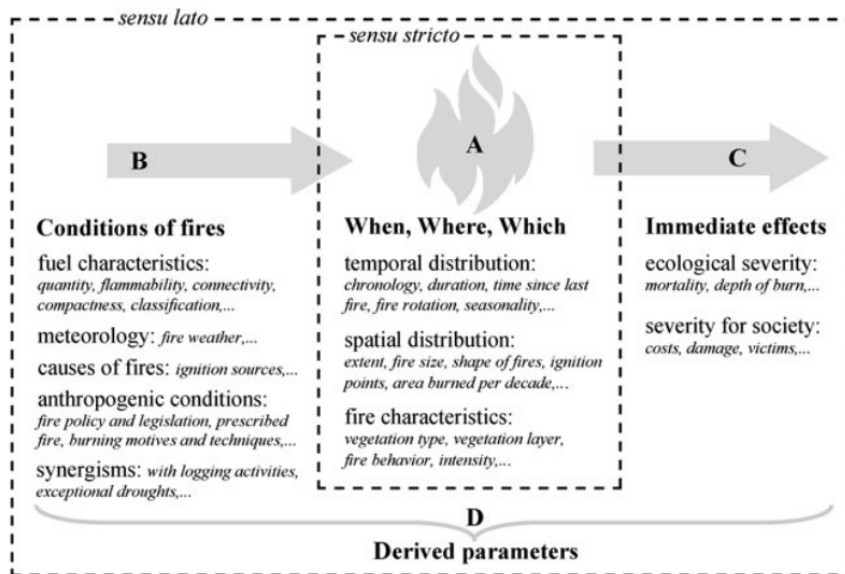 sensu lato
sensu stricto
B
A
C
Conditions of fires
fuel characteristics:
quantity, flammability, connectivity,
compactness, classification,...
meteorology: fire weather,...
causes of fires: ignition sources,...
anthropogenic conditions:
fire policy and legislation, prescribed
fire, burning motives and techniques,...
synergisms: with logging activities,
exceptional droughts,...
When, Where, Which
temporal distribution:
chronology, duration, time since last
fire, fire rotation, seasonality,...
spatial distribution:
extent, fire size, shape of fires, ignition
points, area burned per decade,...
fire characteristics:
vegetation type, vegetation layer,
fire behavior, intensity,...
Immediate effects
ecological severity:
mortality, depth of burn,...
severity for society:
costs, damage, victims,...
D
Derived parameters